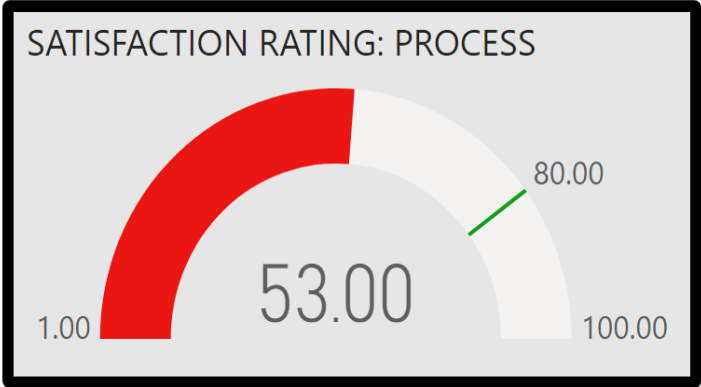 SATISFACTION RATING: PROCESS
80.00
53.00
1.00
100.00